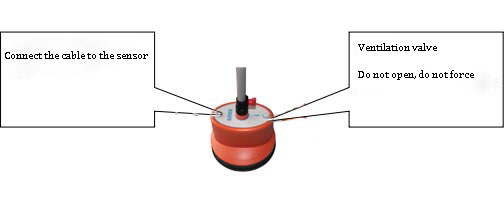 Connect the cable to the sensor
Ventilation valve
Do not open, do not force